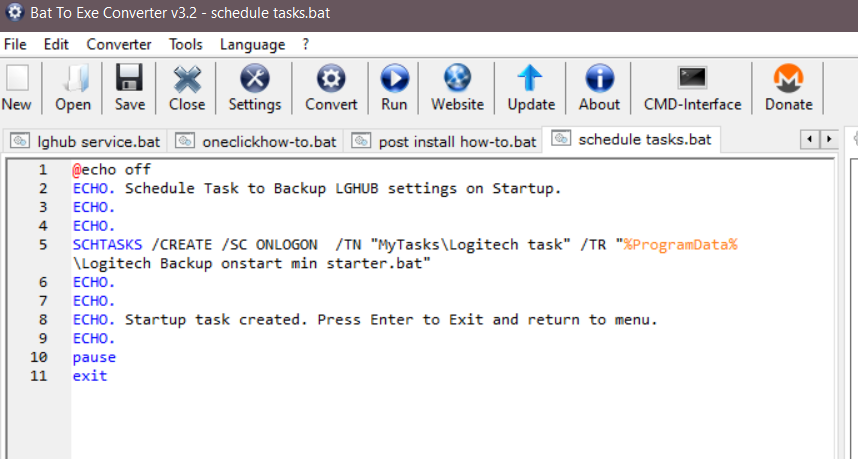 Bat To Exe Converter v3.2 - schedule tasks.bat
File Edit Converter Tools Language ?
New Open Save Close Settings Convert Run Website Update About CMD-Interface Donate
lghub service.bat oneclickhow-to.bat post install how-to.bat schedule tasks.bat
1 @echo off
2 ECHO. Schedule Task to Backup LGHUB settings on Startup.
3 ECHO.
4 ECHO.
5 SCHTASKS /CREATE /SC ONLOGON  /TN "MyTasks\Logitech task" /TR "%ProgramData%
\Logitech Backup onstart min starter.bat"
6 ECHO.
7 ECHO.
8 ECHO. Startup task created. Press Enter to Exit and return to menu.
9 ECHO.
10 pause
11 exit